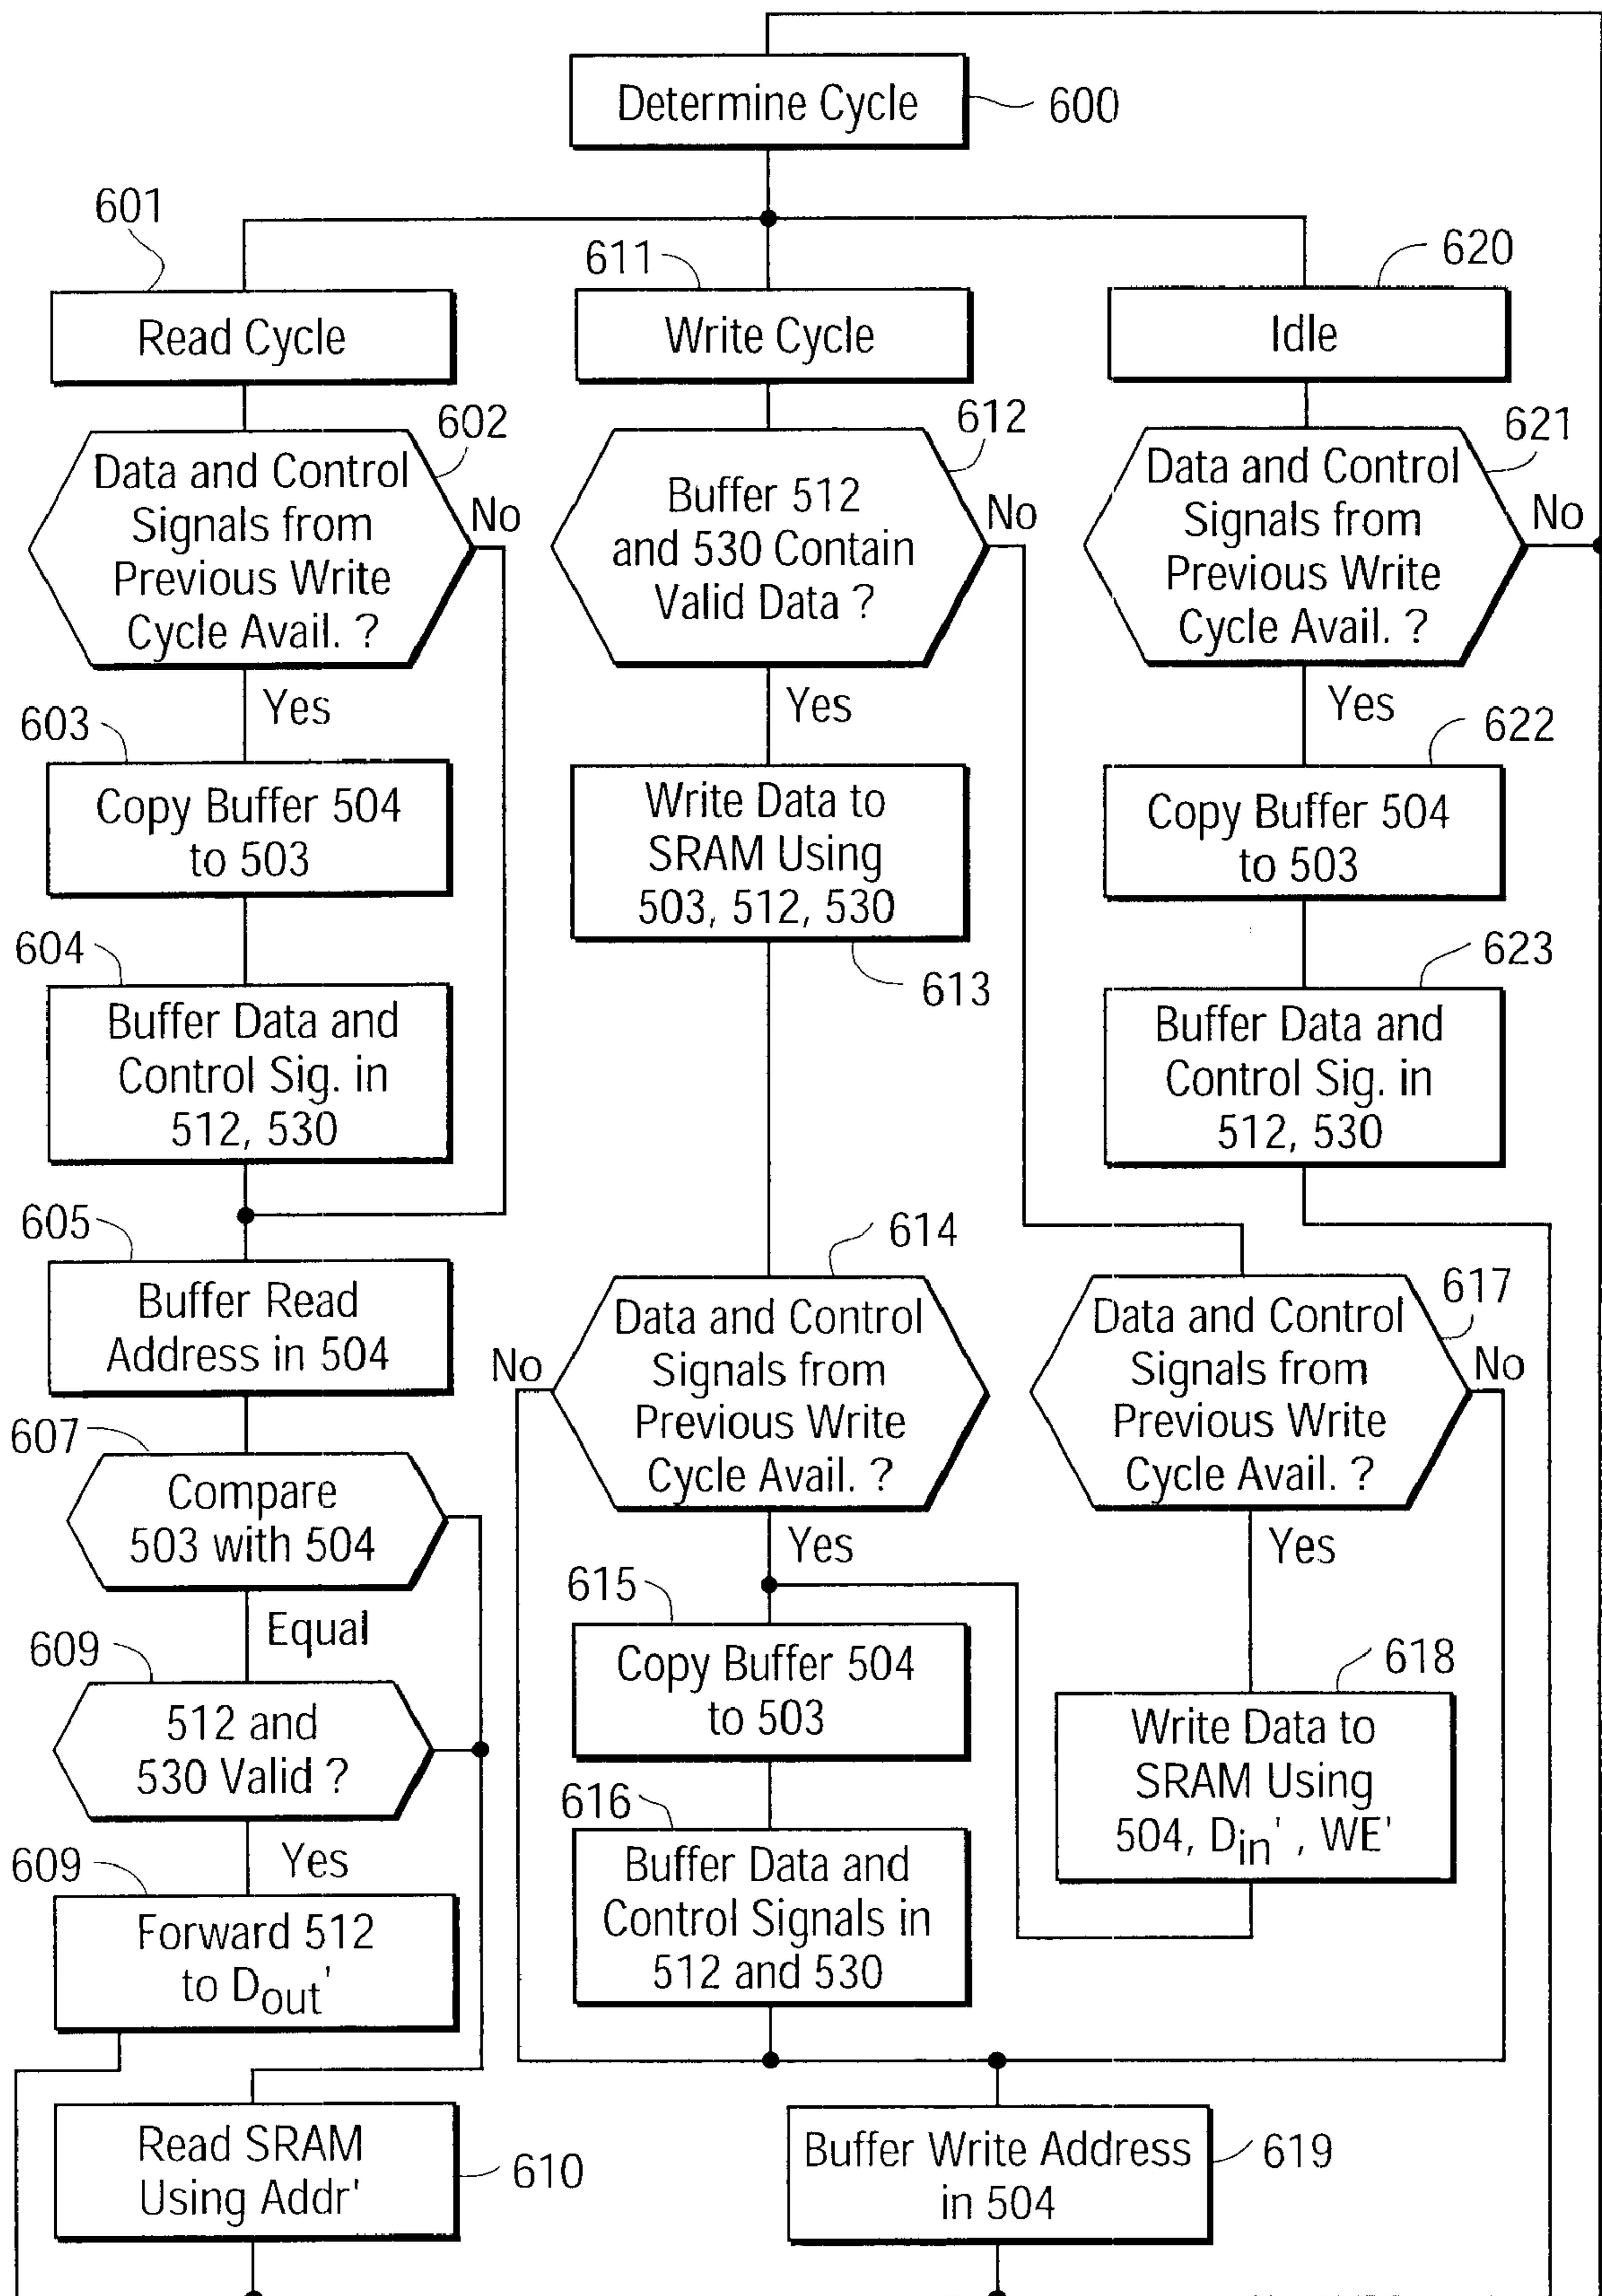 Determine Cycle
600
601
Read Cycle
602
Data and Control
Signals from
Previous Write
Cycle Avail. ?
No
Yes
603
Copy Buffer 504
to 503
604
Buffer Data and
Control Sig. in
512, 530
605
Buffer Read
Address in 504
607
Compare
503 with 504
Equal
609
512 and
530 Valid ?
Yes
609
Forward 512
to Dout'
Read SRAM
Using Addr'
610
611
Write Cycle
612
Buffer 512
and 530 Contain
Valid Data ?
No
Yes
Write Data to
SRAM Using
503, 512, 530
613
614
Data and Control
Signals from
Previous Write
Cycle Avail. ?
No
Yes
615
Copy Buffer 504
to 503
616
Buffer Data and
Control Signals in
512 and 530
617
Data and Control
Signals from
Previous Write
Cycle Avail. ?
No
Yes
618
Write Data to
SRAM Using
504, Din' , WE'
Buffer Write Address
in 504
619
620
Idle
621
Data and Control
Signals from
Previous Write
Cycle Avail. ?
No
Yes
622
Copy Buffer 504
to 503
623
Buffer Data and
Control Sig. in
512, 530